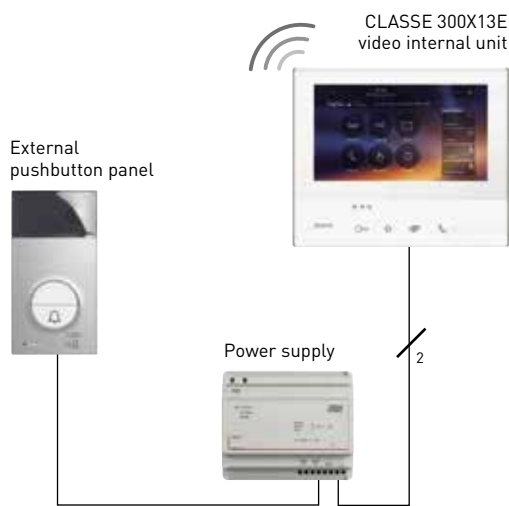 CLASSE 300X13E
video internal unit
External
pushbutton panel
Power supply
2